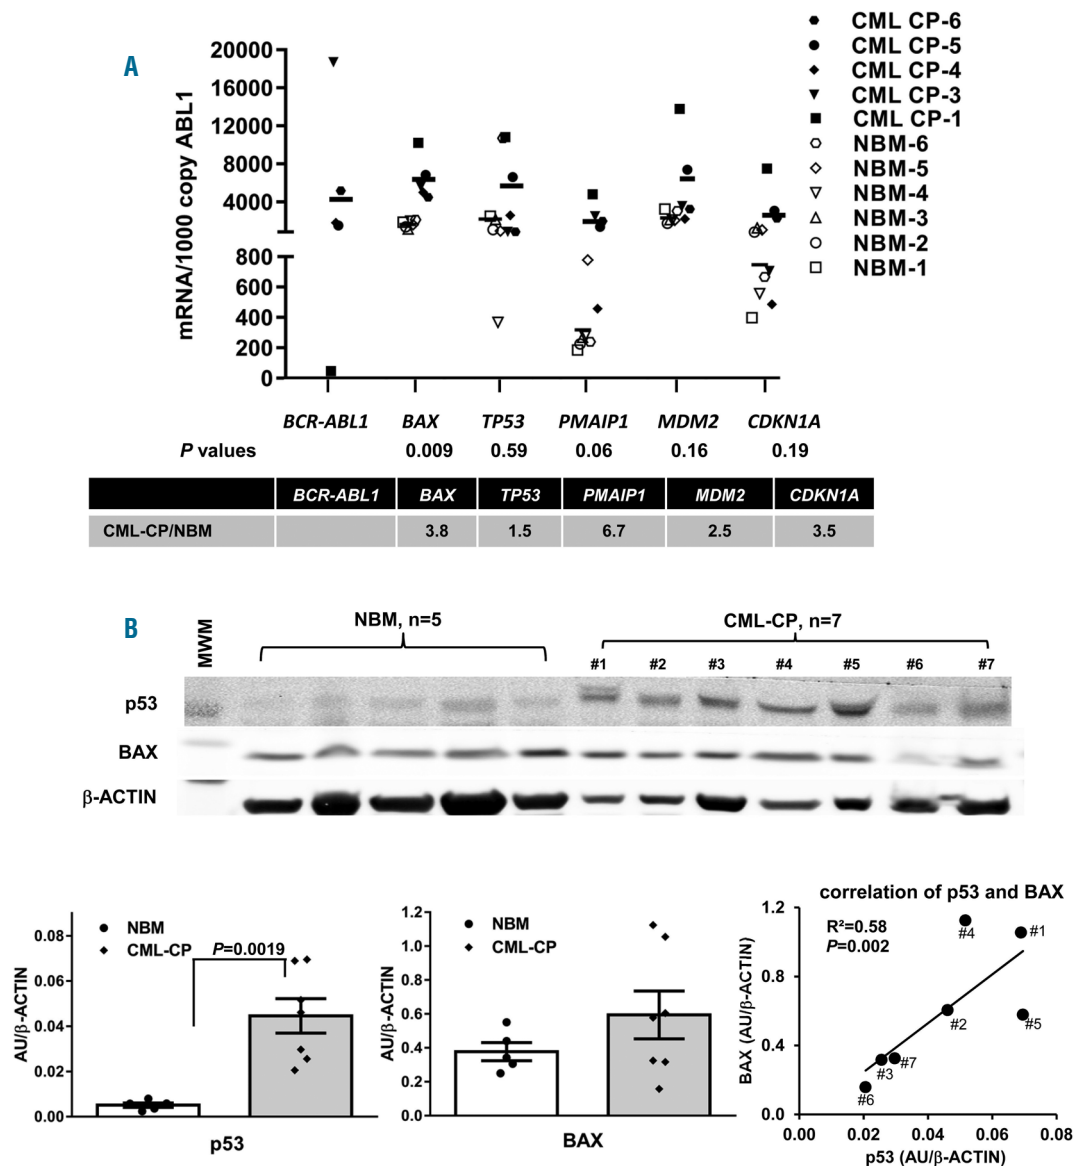 A
mRNA/1000 copy ABL1
20000
16000
12000
8000
4000
800
600
400
200
0
CML CP-6
CML CP-5
CML CP-4
CML CP-3
CML CP-1
NBM-6
NBM-5
NBM-4
NBM-3
NBM-2
NBM-1
BCR-ABL1 BAX TP53 PMAIP1 MDM2 CDKN1A
P values 0.009 0.59 0.06 0.16 0.19
BCR-ABL1 BAX TP53 PMAIP1 MDM2 CDKN1A
CML-CP/NBM 3.8 1.5 6.7 2.5 3.5
B
MWM
NBM, n=5
CML-CP, n=7
#1 #2 #3 #4 #5 #6 #7
p53
BAX
β-ACTIN
AU/β-ACTIN
0.08
0.06
0.04
0.02
0.00
NBM
CML-CP
P=0.0019
p53
AU/β-ACTIN
1.2
1.0
0.8
0.6
0.4
0.2
0.0
NBM
CML-CP
BAX
correlation of p53 and BAX
BAX (AU/β-ACTIN)
1.2
0.8
0.4
0.0
R²=0.58
P=0.002
#4
#1
#2
#5
#7
#3
#6
0.00 0.02 0.04 0.06 0.08
p53 (AU/β-ACTIN)